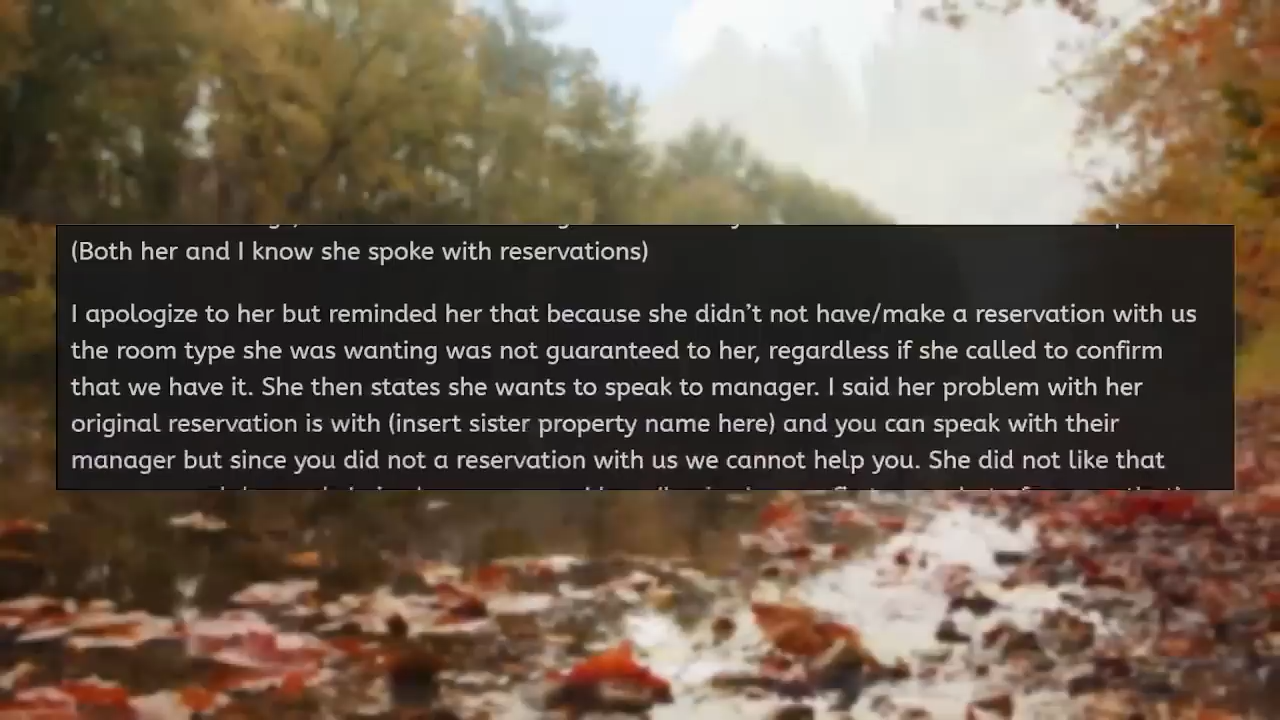 (Both her and I know she spoke with reservations)
I apologize to her but reminded her that because she didn’t not have/make a reservation with us
the room type she was wanting was not guaranteed to her, regardless if she called to confirm
that we have it. She then states she wants to speak to manager. I said her problem with her
original reservation is with (insert sister property name here) and you can speak with their
manager but since you did not a reservation with us we cannot help you. She did not like that